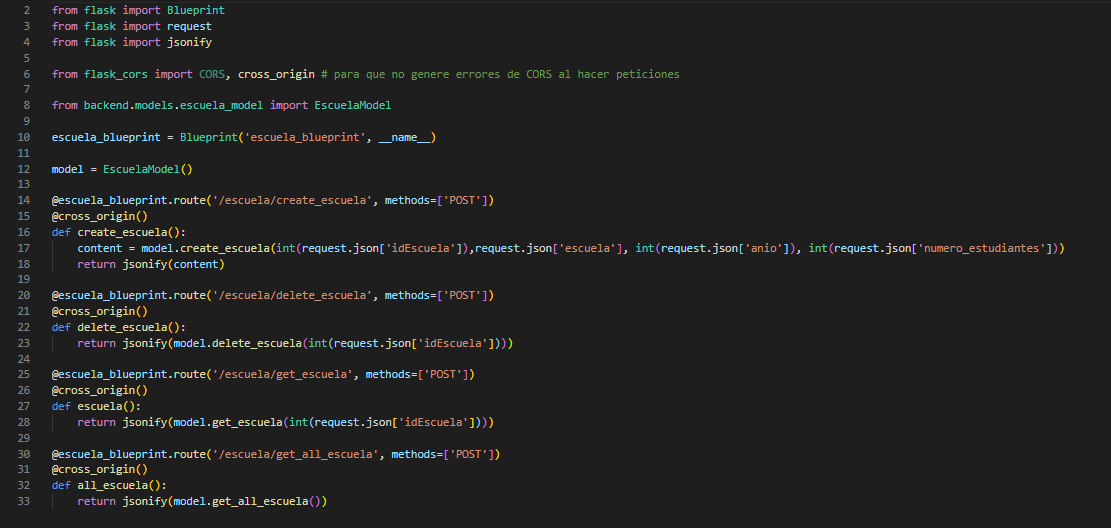 2 from flask import Blueprint
3 from flask import request
4 from flask import jsonify
5
6 from flask_cors import CORS, cross_origin # para que no genere errores de CORS al hacer peticiones
7
8 from backend.models.escuela_model import EscuelaModel
9
10 escuela_blueprint = Blueprint('escuela_blueprint', __name__)
11
12 model = EscuelaModel()
13
14 @escuela_blueprint.route('/escuela/create_escuela', methods=['POST'])
15 @cross_origin()
16 def create_escuela():
17     content = model.create_escuela(int(request.json['idEscuela']),request.json['escuela'], int(request.json['anio']), int(request.json['numero_estudiantes']))
18     return jsonify(content)
19
20 @escuela_blueprint.route('/escuela/delete_escuela', methods=['POST'])
21 @cross_origin()
22 def delete_escuela():
23     return jsonify(model.delete_escuela(int(request.json['idEscuela'])))
24
25 @escuela_blueprint.route('/escuela/get_escuela', methods=['POST'])
26 @cross_origin()
27 def escuela():
28     return jsonify(model.get_escuela(int(request.json['idEscuela'])))
29
30 @escuela_blueprint.route('/escuela/get_all_escuela', methods=['POST'])
31 @cross_origin()
32 def all_escuela():
33     return jsonify(model.get_all_escuela())